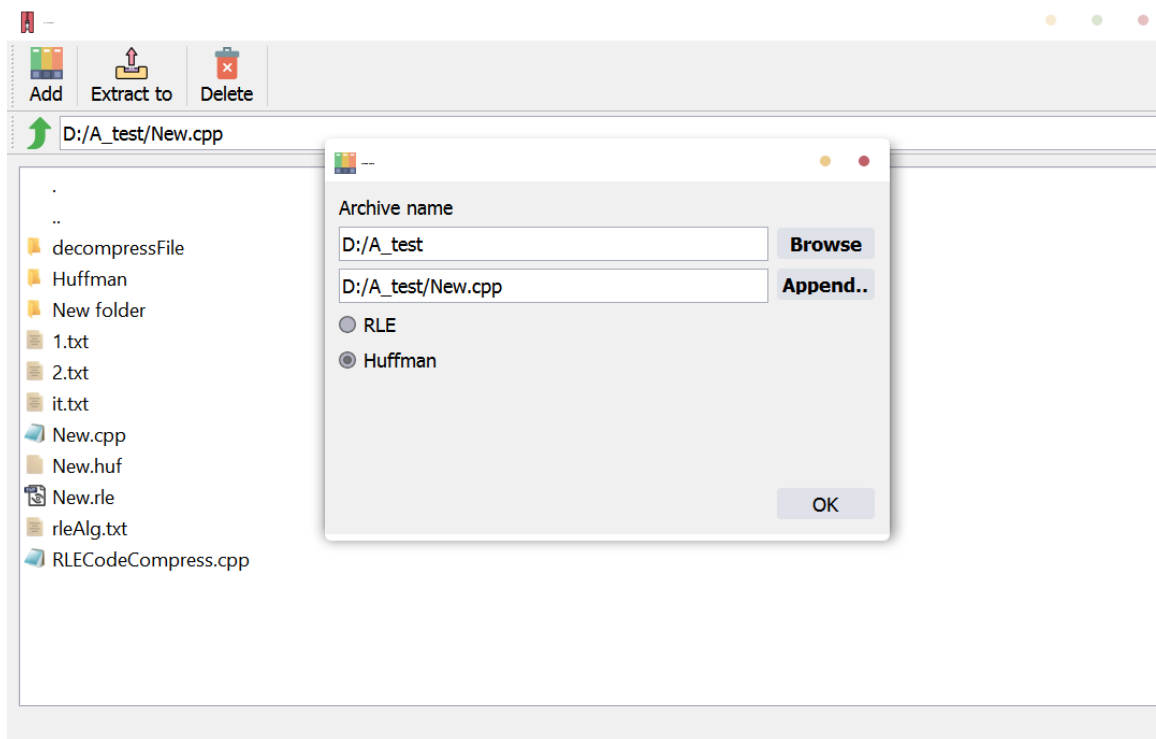 Add Extract to Delete
D:/A_test/New.cpp
.
..
decompressFile
Huffman
New folder
1.txt
2.txt
it.txt
New.cpp
New.huf
New.rle
rleAlg.txt
RLECodeCompress.cpp
Archive name
D:/A_test Browse
D:/A_test/New.cpp Append..
RLE
Huffman
OK